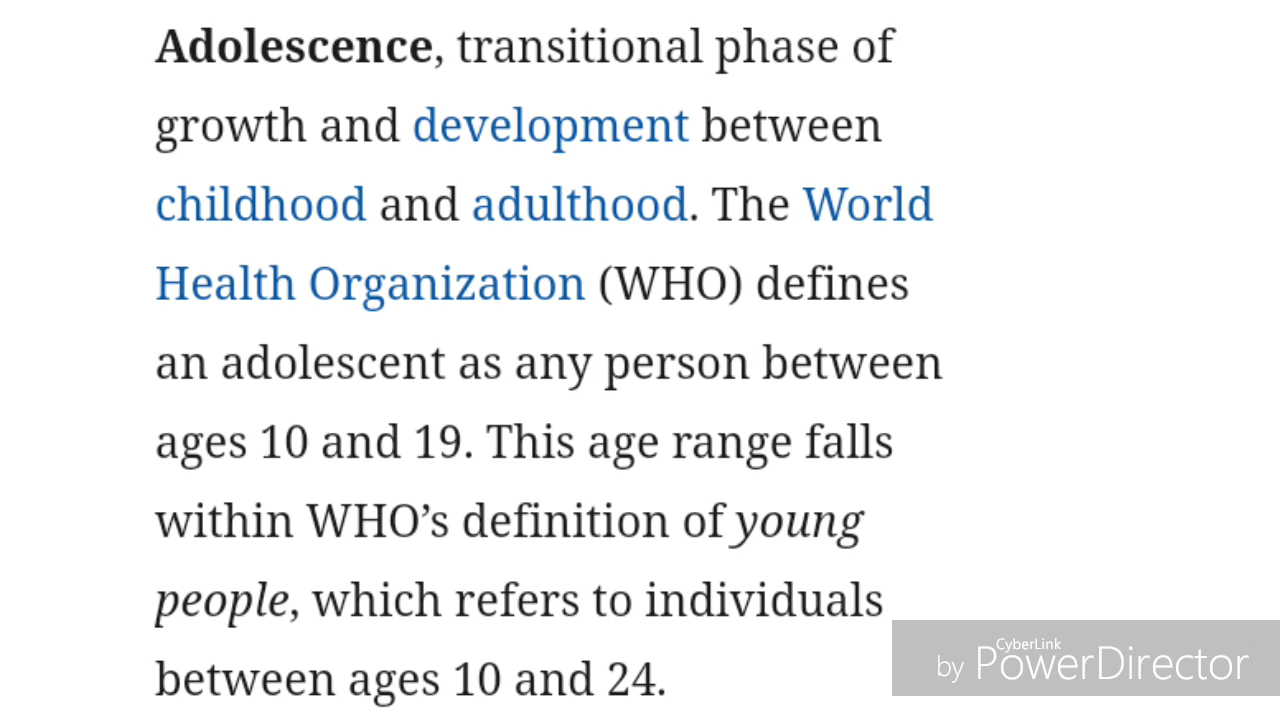 Adolescence, transitional phase of
growth and development between
childhood and adulthood. The World
Health Organization (WHO) defines
an adolescent as any person between
ages 10 and 19. This age range falls
within WHO’s definition of young
people, which refers to individuals
between ages 10 and 24.
CyberLink
by PowerDirector